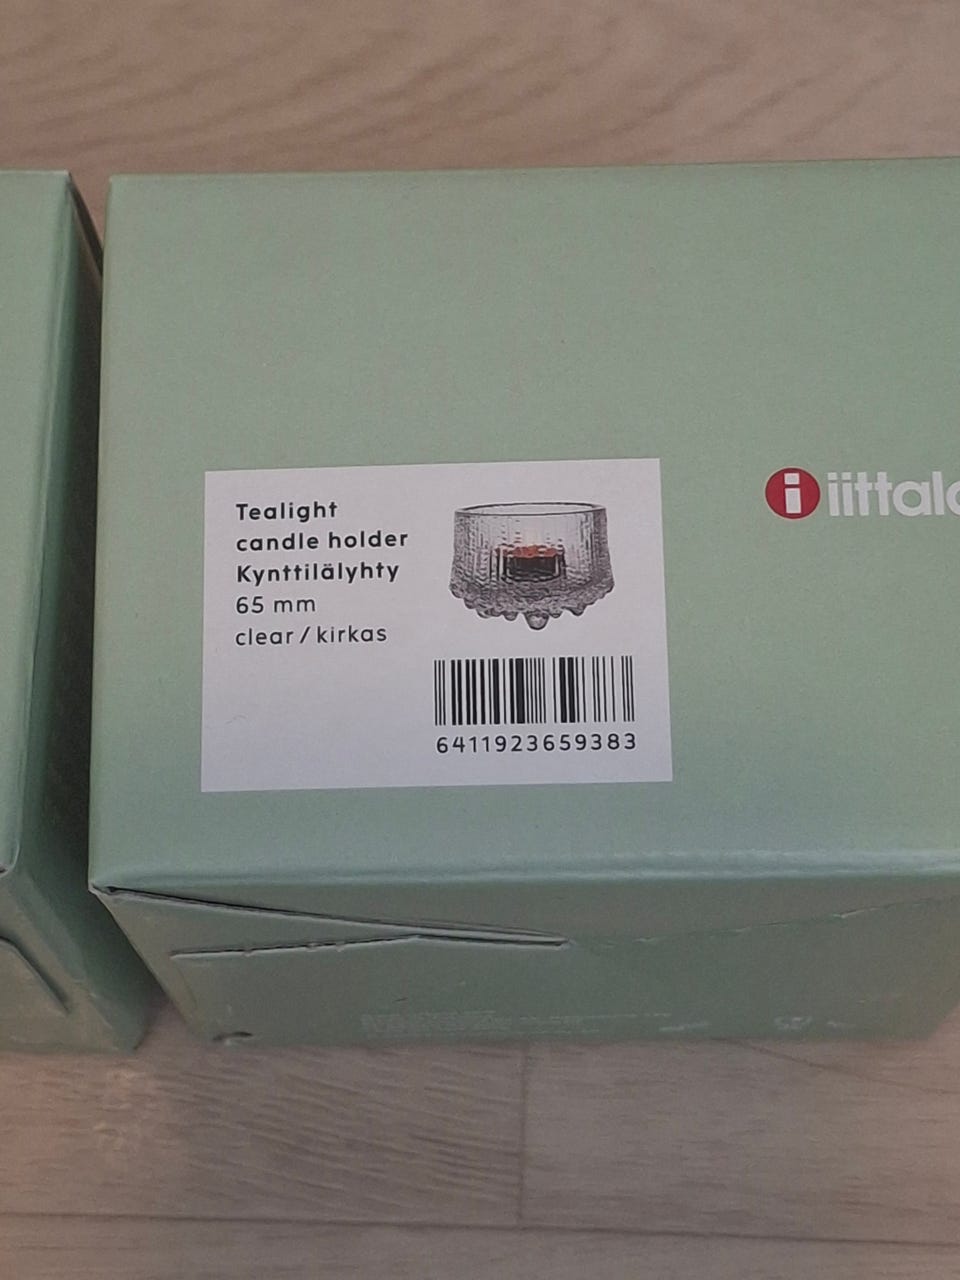 Tealight
candle holder
Kynttilälyhty
65 mm
clear / kirkas
6411923659383
i iittala